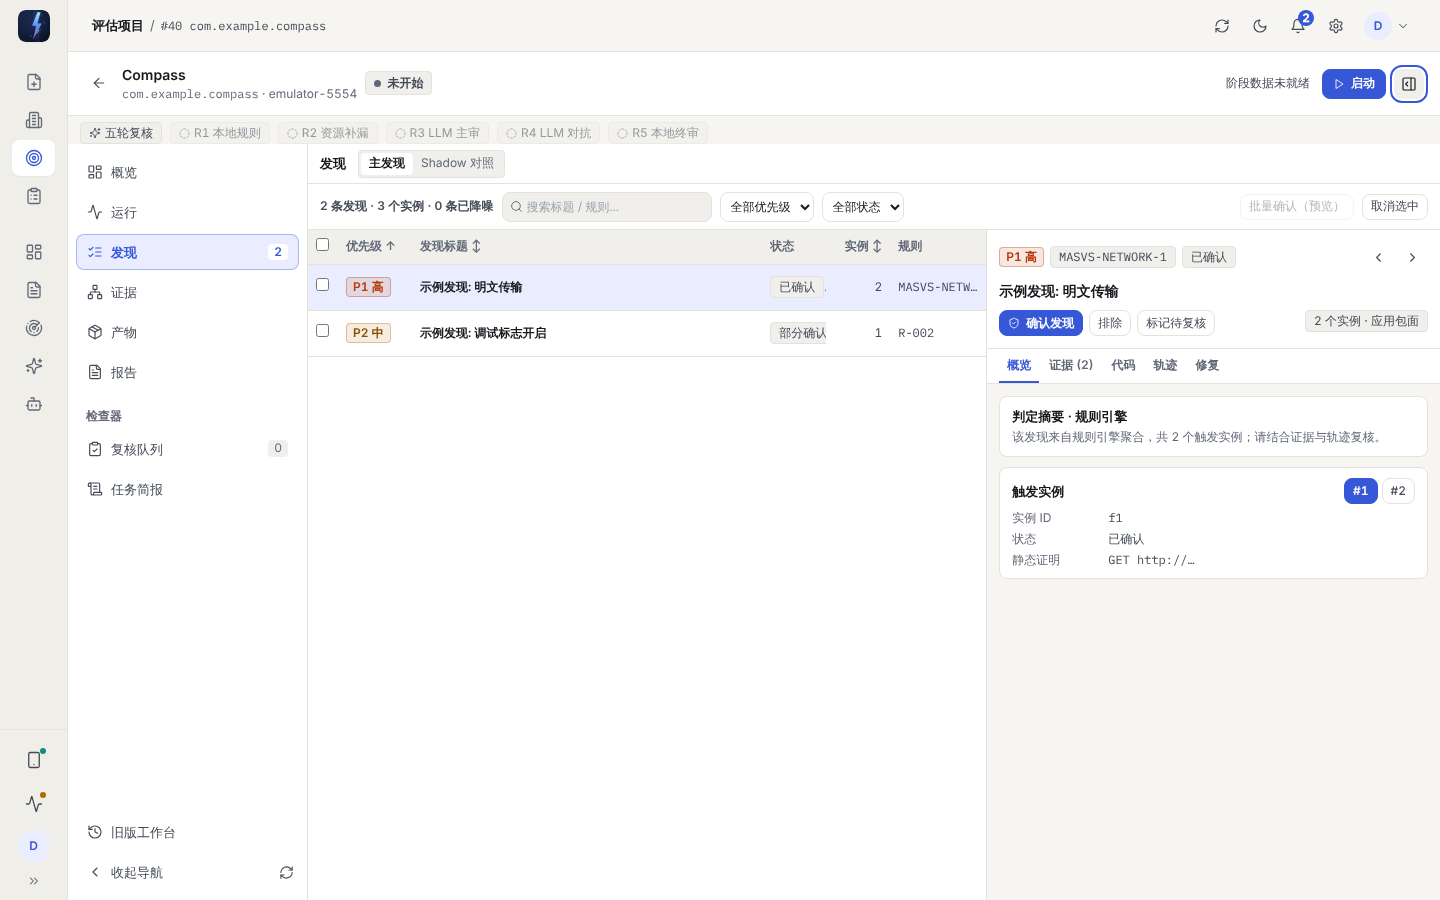 评估项目 / #40 com.example.compass
2
D
Compass
com.example.compass · emulator-5554
未开始
阶段数据未就绪
启动
五轮复核
R1 本地规则
R2 资源补漏
R3 LLM 主审
R4 LLM 对抗
R5 本地终审
概览
运行
发现 2
证据
产物
报告
检查器
复核队列 0
任务简报
旧版工作台
收起导航
D
发现
主发现
Shadow 对照
2 条发现 · 3 个实例 · 0 条已降噪
搜索标题 / 规则...
全部优先级
全部状态
批量确认（预览）
取消选中
优先级 发现标题 状态 实例 规则
P1 高 示例发现: 明文传输 已确认 2 MASVS-NETW…
P2 中 示例发现: 调试标志开启 部分确认 1 R-002
P1 高
MASVS-NETWORK-1
已确认
示例发现: 明文传输
确认发现
排除
标记待复核
2 个实例 · 应用包面
概览
证据 (2)
代码
轨迹
修复
判定摘要 · 规则引擎
该发现来自规则引擎聚合，共 2 个触发实例；请结合证据与轨迹复核。
触发实例
#1
#2
实例 ID f1
状态 已确认
静态证明 GET http://…